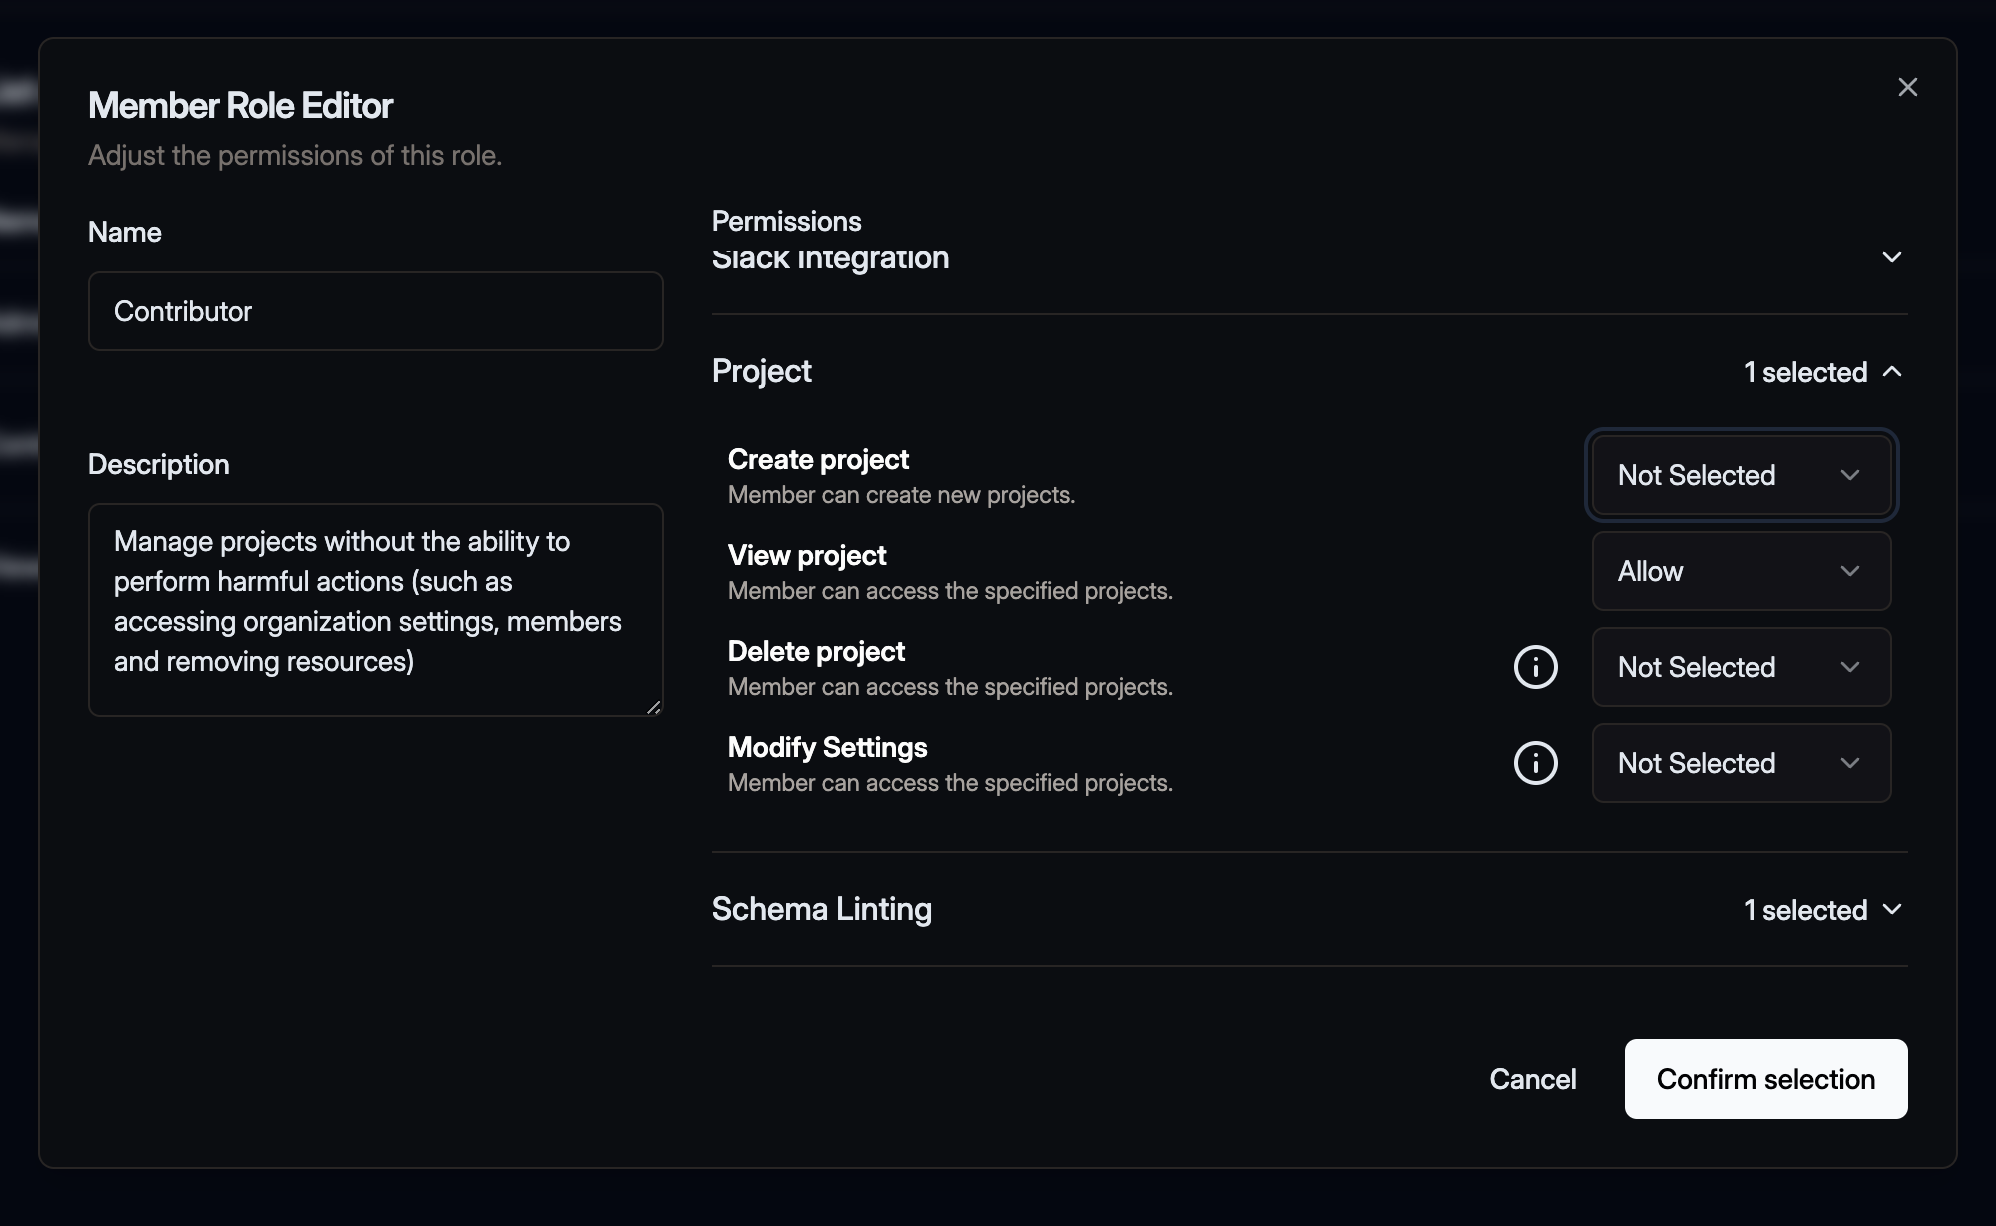 Member Role Editor
Adjust the permissions of this role.
Name
Contributor
Description
Manage projects without the ability to
perform harmful actions (such as
accessing organization settings, members
and removing resources)
Permissions
Slack Integration
Project
1 selected
Create project
Member can create new projects.
Not Selected
View project
Member can access the specified projects.
Allow
Delete project
Member can access the specified projects.
Not Selected
Modify Settings
Member can access the specified projects.
Not Selected
Schema Linting
1 selected
Cancel
Confirm selection